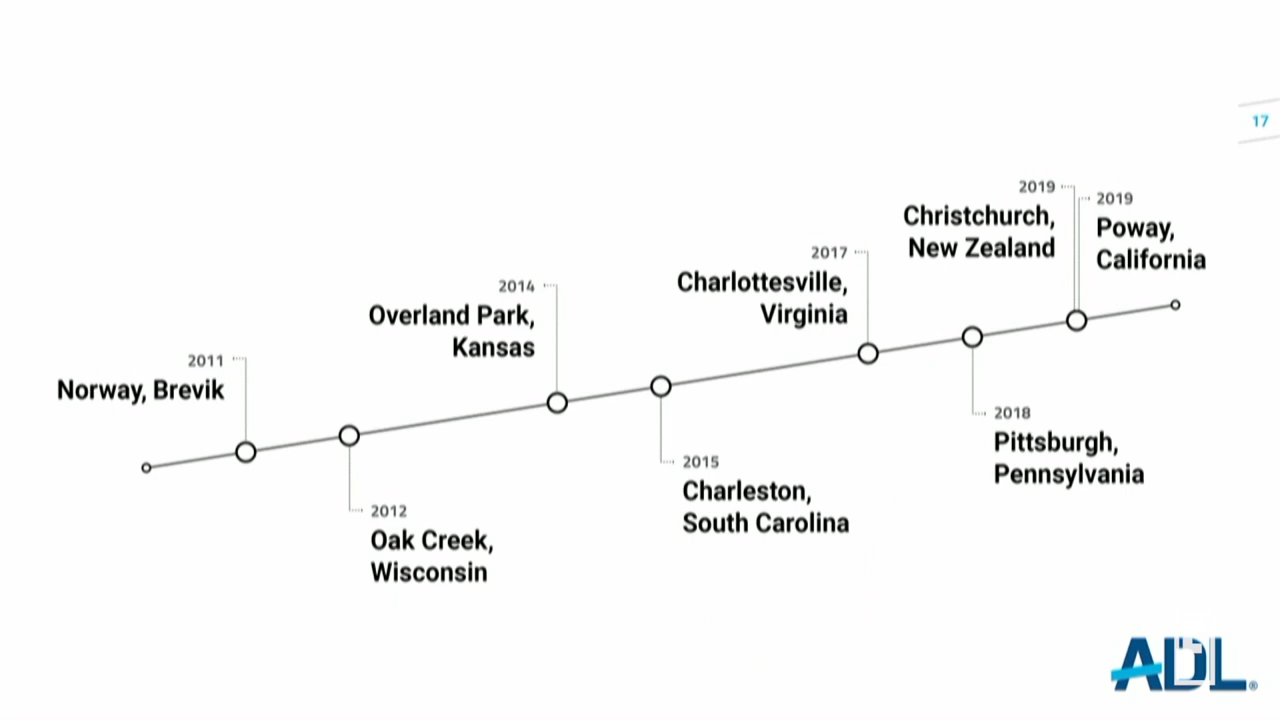 17
2011
Norway, Brevik
2012
Oak Creek,
Wisconsin
2014
Overland Park,
Kansas
2015
Charleston,
South Carolina
2017
Charlottesville,
Virginia
2018
Pittsburgh,
Pennsylvania
2019
Christchurch,
New Zealand
2019
Poway,
California
ADL®